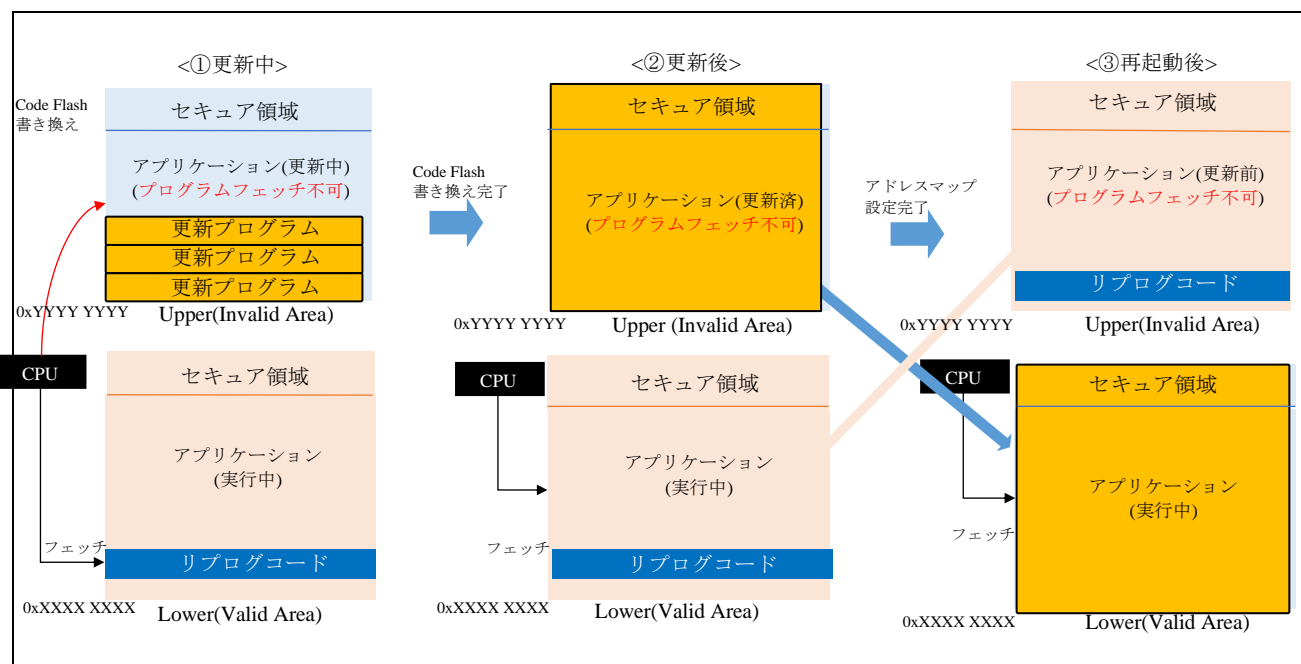 <①更新中>
Code Flash
書き換え
セキュア領域
アプリケーション(更新中)
(プログラムフェッチ不可)
更新プログラム
更新プログラム
更新プログラム
0xYYYY YYYY
Upper(Invalid Area)
CPU
セキュア領域
アプリケーション
(実行中)
フェッチ
リプログコード
0xXXXX XXXX
Lower(Valid Area)
Code Flash
書き換え完了
<②更新後>
セキュア領域
アプリケーション(更新済)
(プログラムフェッチ不可)
0xYYYY YYYY
Upper (Invalid Area)
CPU
セキュア領域
アプリケーション
(実行中)
フェッチ
リプログコード
0xXXXX XXXX
Lower(Valid Area)
アドレスマップ
設定完了
<③再起動後>
セキュア領域
アプリケーション(更新前)
(プログラムフェッチ不可)
リプログコード
0xYYYY YYYY
Upper(Invalid Area)
CPU
セキュア領域
アプリケーション
(実行中)
フェッチ
0xXXXX XXXX
Lower(Valid Area)